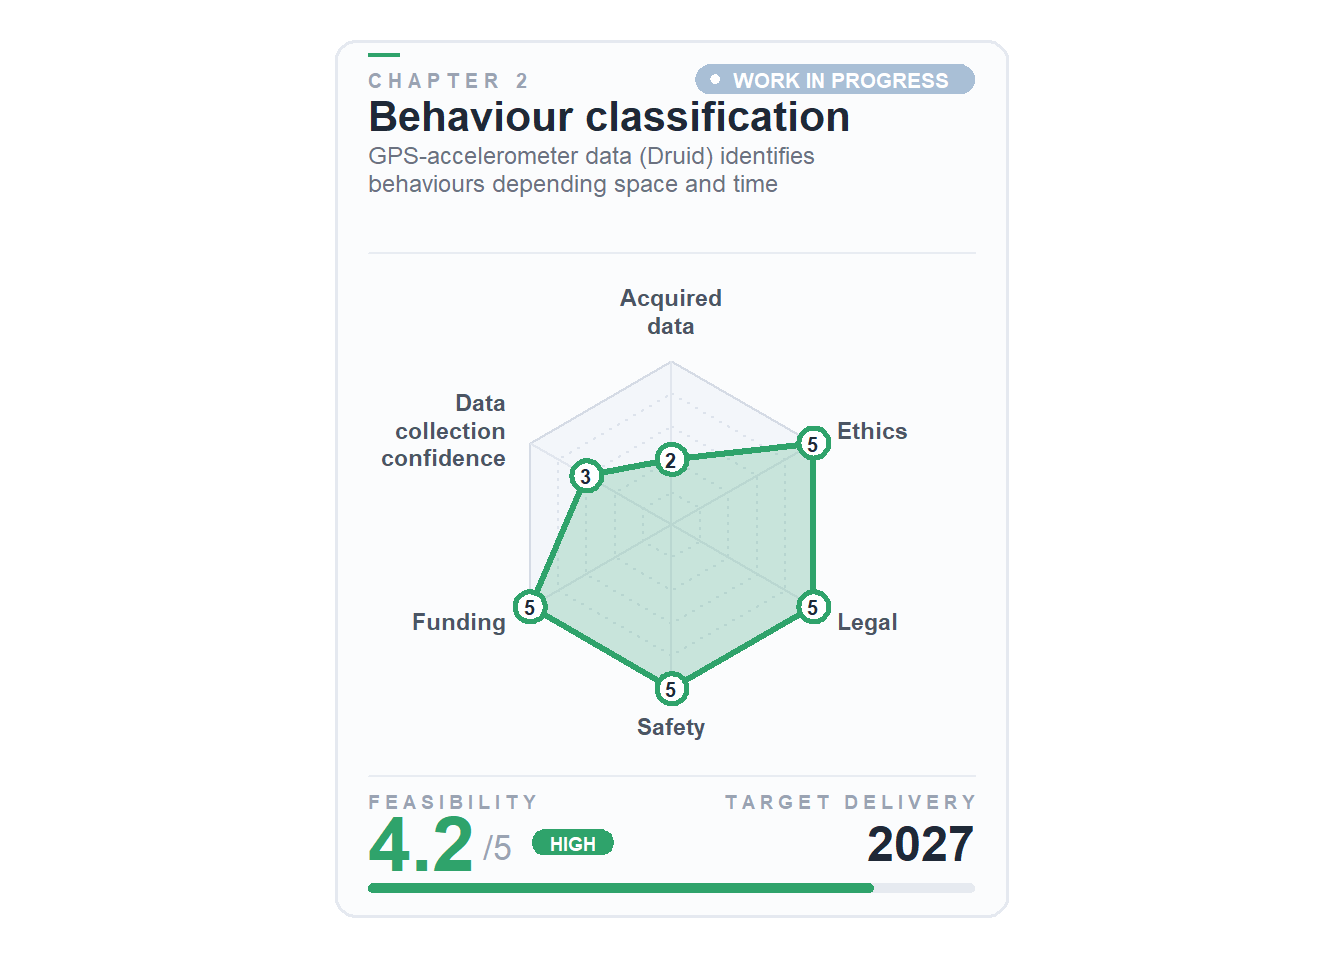 CHAPTER 2
WORK IN PROGRESS
Behaviour classification
GPS-accelerometer data (Druid) identifies
behaviours depending space and time
Acquired
data
Data
collection
confidence
Ethics
5
2
3
Funding
5
5
Legal
5
Safety
FEASIBILITY
TARGET DELIVERY
4.2 /5
HIGH
2027